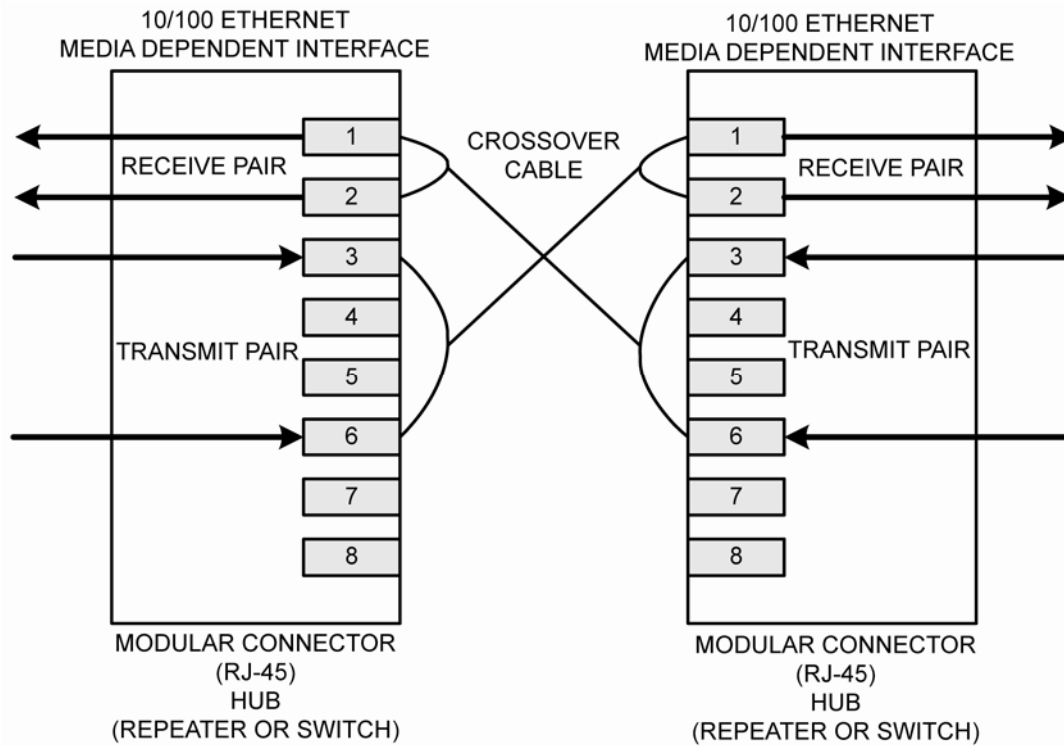 10/100 ETHERNET
MEDIA DEPENDENT INTERFACE
10/100 ETHERNET
MEDIA DEPENDENT INTERFACE
1
RECEIVE PAIR
2
3
4
TRANSMIT PAIR
5
6
7
8
CROSSOVER
CABLE
1
RECEIVE PAIR
2
3
4
TRANSMIT PAIR
5
6
7
8
MODULAR CONNECTOR
(RJ-45)
HUB
(REPEATER OR SWITCH)
MODULAR CONNECTOR
(RJ-45)
HUB
(REPEATER OR SWITCH)